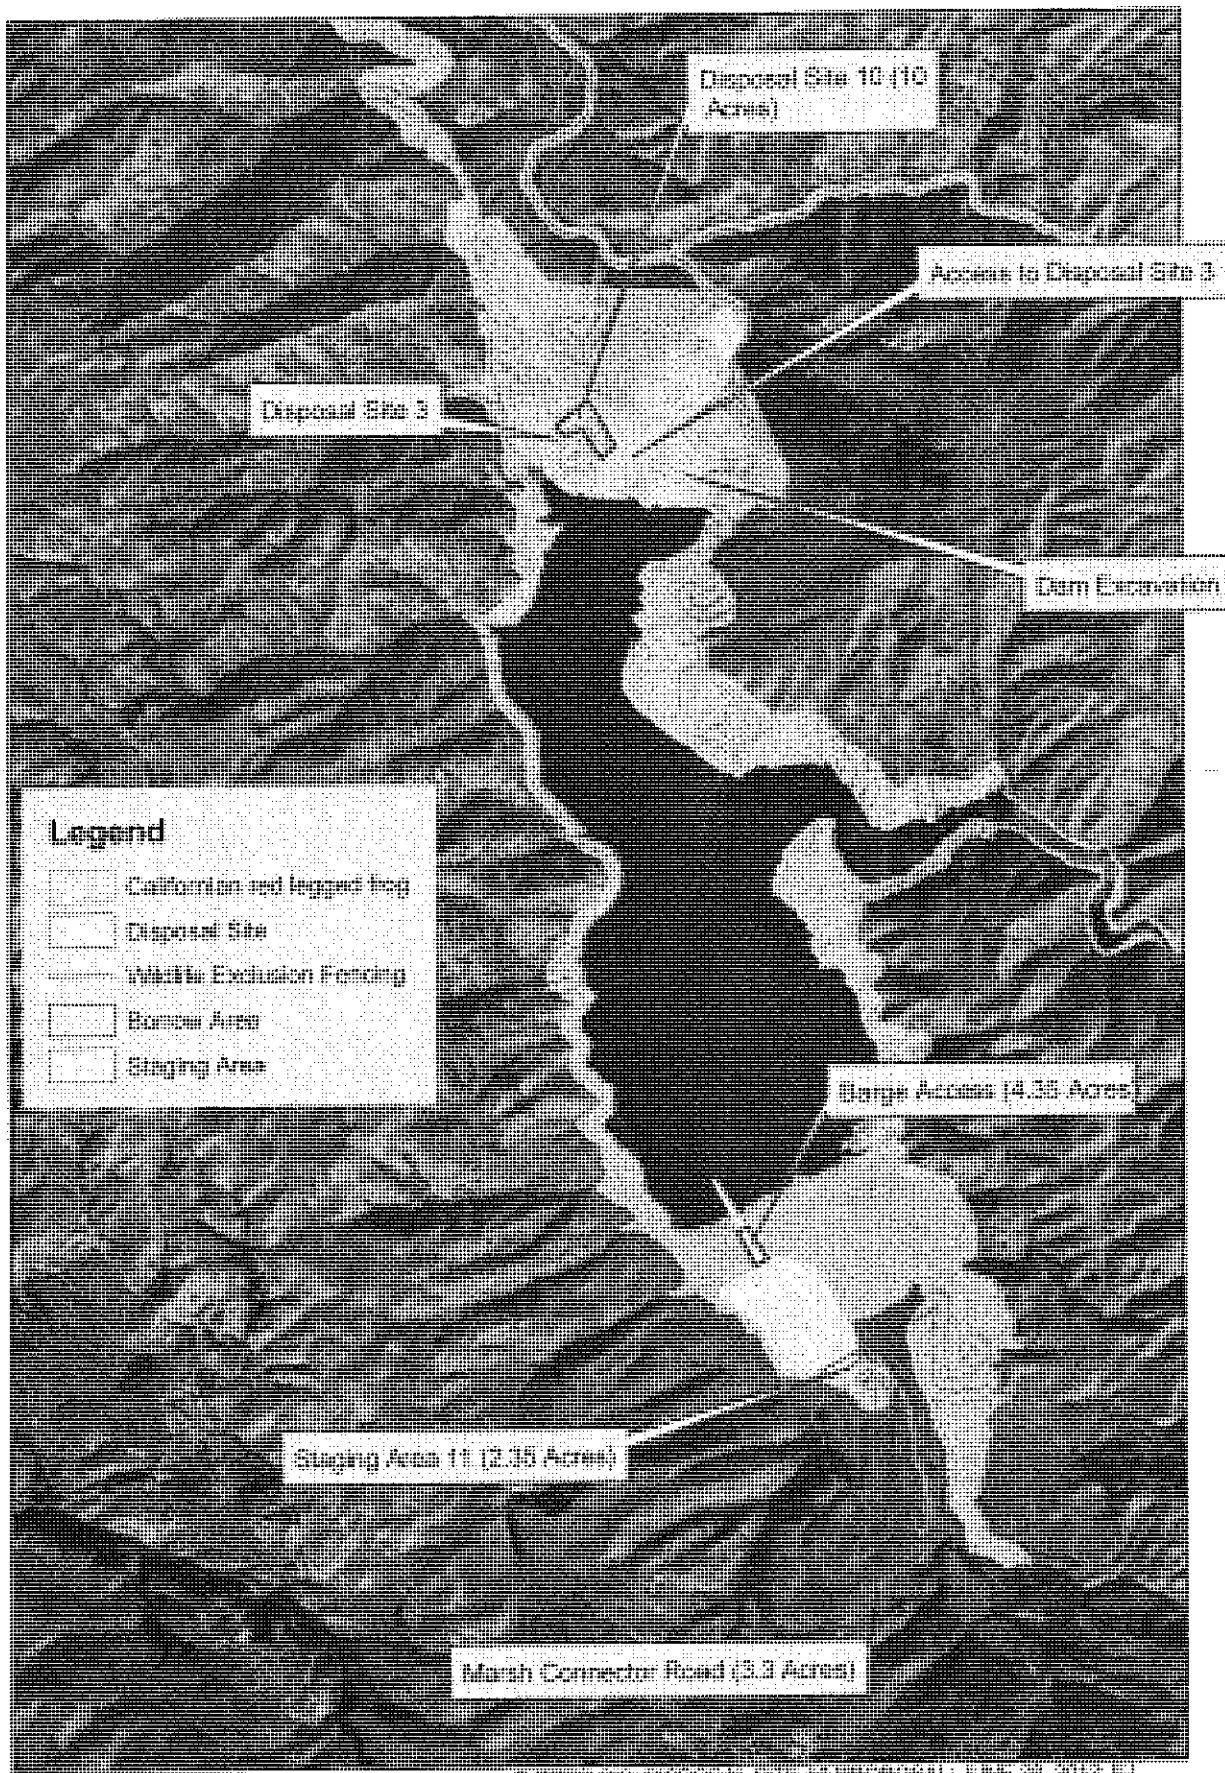 Disposal Site 10 (10
Acres)
Access to Disposal Site 3
Disposal Site 3
Dam Excavation
Legend
Californian red legged frog
Disposal Site
Wildlife Exclusion Fencing
Borrow Area
Staging Area
Barge Access (4.35 Acres
Staging Area 11 (2.35 Acres)
Marsh Connector Road (3.3 Acres)